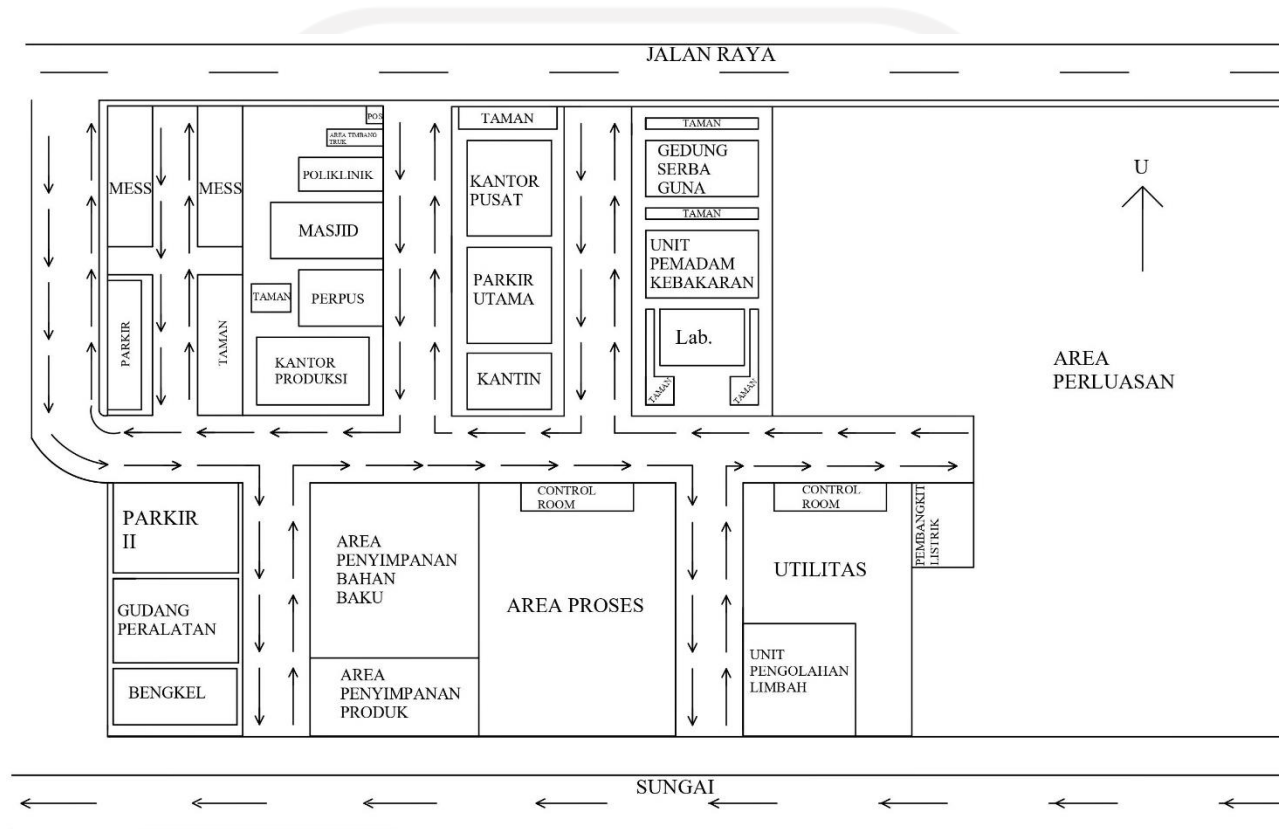 JALAN RAYA
MESS
MESS
PARKIR
TAMAN
POS
AREA TIMBANG
TRUK
POLIKLINIK
MASJID
TAMAN
PERPUS
KANTOR
PRODUKSI
TAMAN
KANTOR
PUSAT
PARKIR
UTAMA
KANTIN
TAMAN
GEDUNG
SERBA
GUNA
TAMAN
UNIT
PEMADAM
KEBAKARAN
Lab.
TAMAN
TAMAN
U
AREA
PERLUASAN
PARKIR
II
GUDANG
PERALATAN
BENGKEL
AREA
PENYIMPANAN
BAHAN
BAKU
AREA
PENYIMPANAN
PRODUK
CONTROL
ROOM
AREA PROSES
CONTROL
ROOM
UTILITAS
PEMBANGKIT
LISTRIK
UNIT
PENGOLAHAN
LIMBAH
SUNGAI